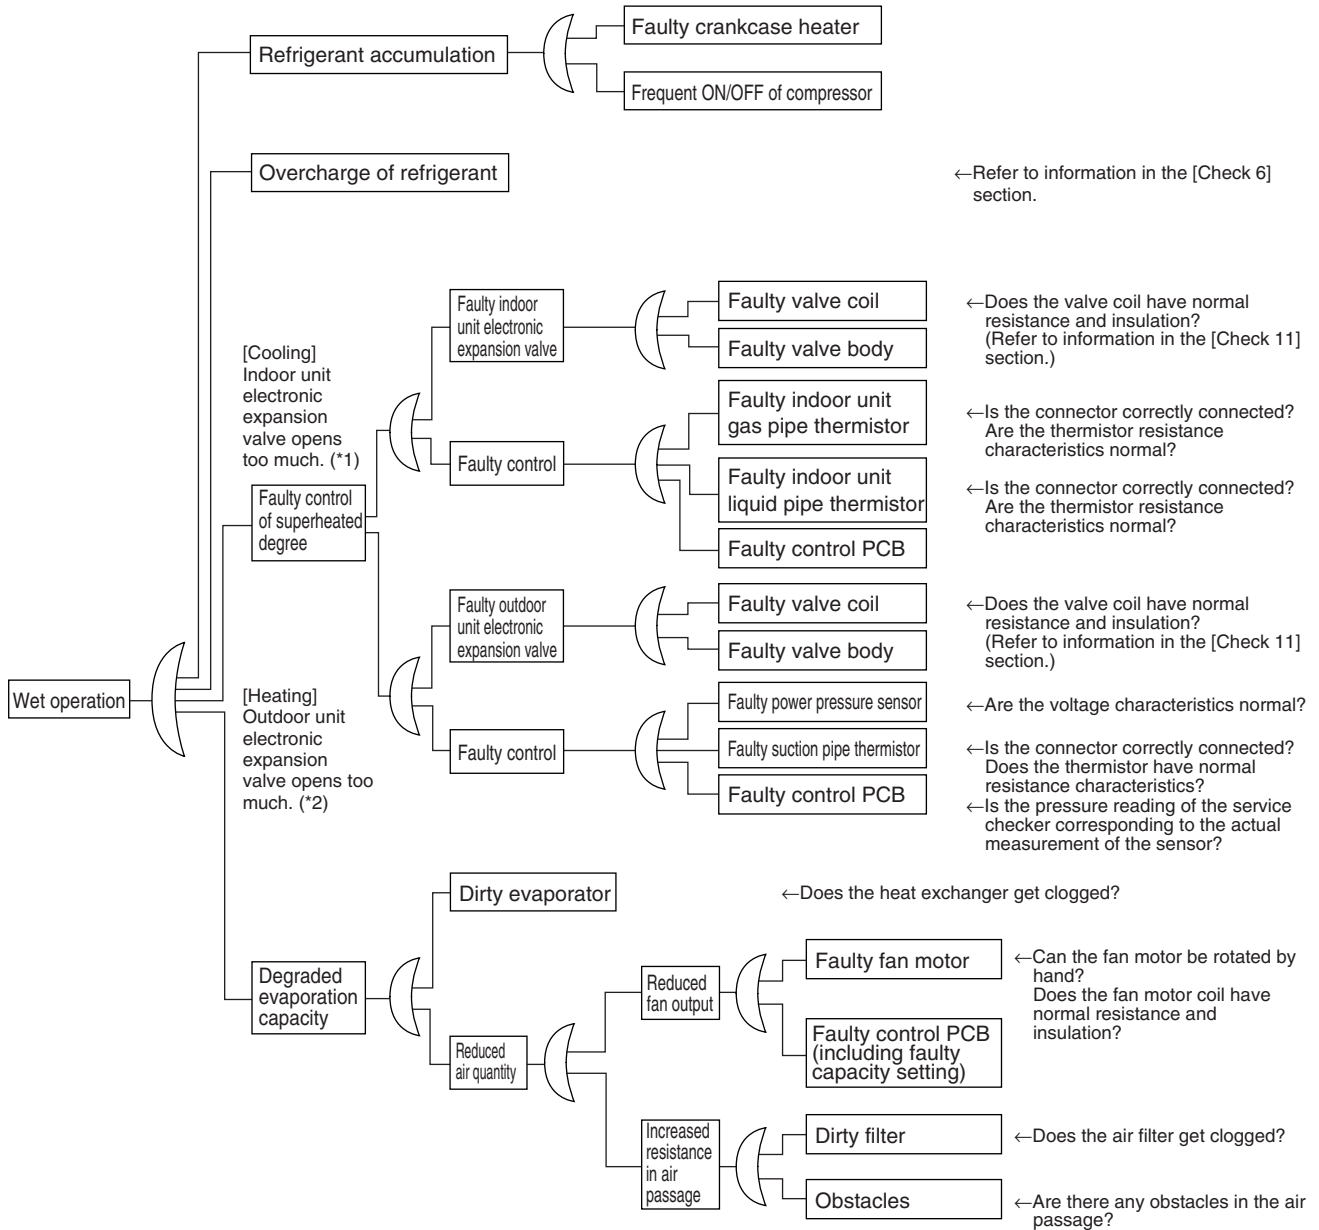 Faulty crankcase heater
Refrigerant accumulation
Frequent ON/OFF of compressor
Overcharge of refrigerant
←Refer to information in the [Check 6]
section.
Faulty indoor
unit electronic
expansion valve
Faulty valve coil
Faulty valve body
←Does the valve coil have normal
resistance and insulation?
(Refer to information in the [Check 11]
section.)
[Cooling]
Indoor unit
electronic
expansion
valve opens
too much. (*1)
Faulty control
Faulty indoor unit
gas pipe thermistor
←Is the connector correctly connected?
Are the thermistor resistance
characteristics normal?
Faulty indoor unit
liquid pipe thermistor
←Is the connector correctly connected?
Are the thermistor resistance
characteristics normal?
Faulty control PCB
Faulty control
of superheated
degree
Faulty outdoor
unit electronic
expansion valve
Faulty valve coil
Faulty valve body
←Does the valve coil have normal
resistance and insulation?
(Refer to information in the [Check 11]
section.)
Wet operation
[Heating]
Outdoor unit
electronic
expansion
valve opens too
much. (*2)
Faulty control
Faulty power pressure sensor
←Are the voltage characteristics normal?
Faulty suction pipe thermistor
←Is the connector correctly connected?
Does the thermistor have normal
resistance characteristics?
Faulty control PCB
←Is the pressure reading of the service
checker corresponding to the actual
measurement of the sensor?
Dirty evaporator
←Does the heat exchanger get clogged?
Degraded
evaporation
capacity
Reduced
air quantity
Reduced
fan output
Faulty fan motor
←Can the fan motor be rotated by
hand?
Does the fan motor coil have
normal resistance and
insulation?
Faulty control PCB
(including faulty
capacity setting)
Increased
resistance
in air
passage
Dirty filter
←Does the air filter get clogged?
Obstacles
←Are there any obstacles in the air
passage?